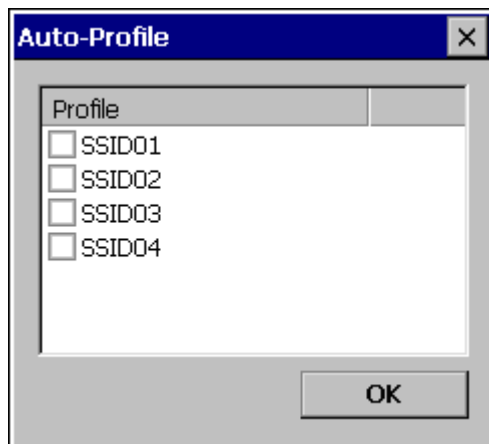 Auto-Profile
Profile
SSID01
SSID02
SSID03
SSID04
OK